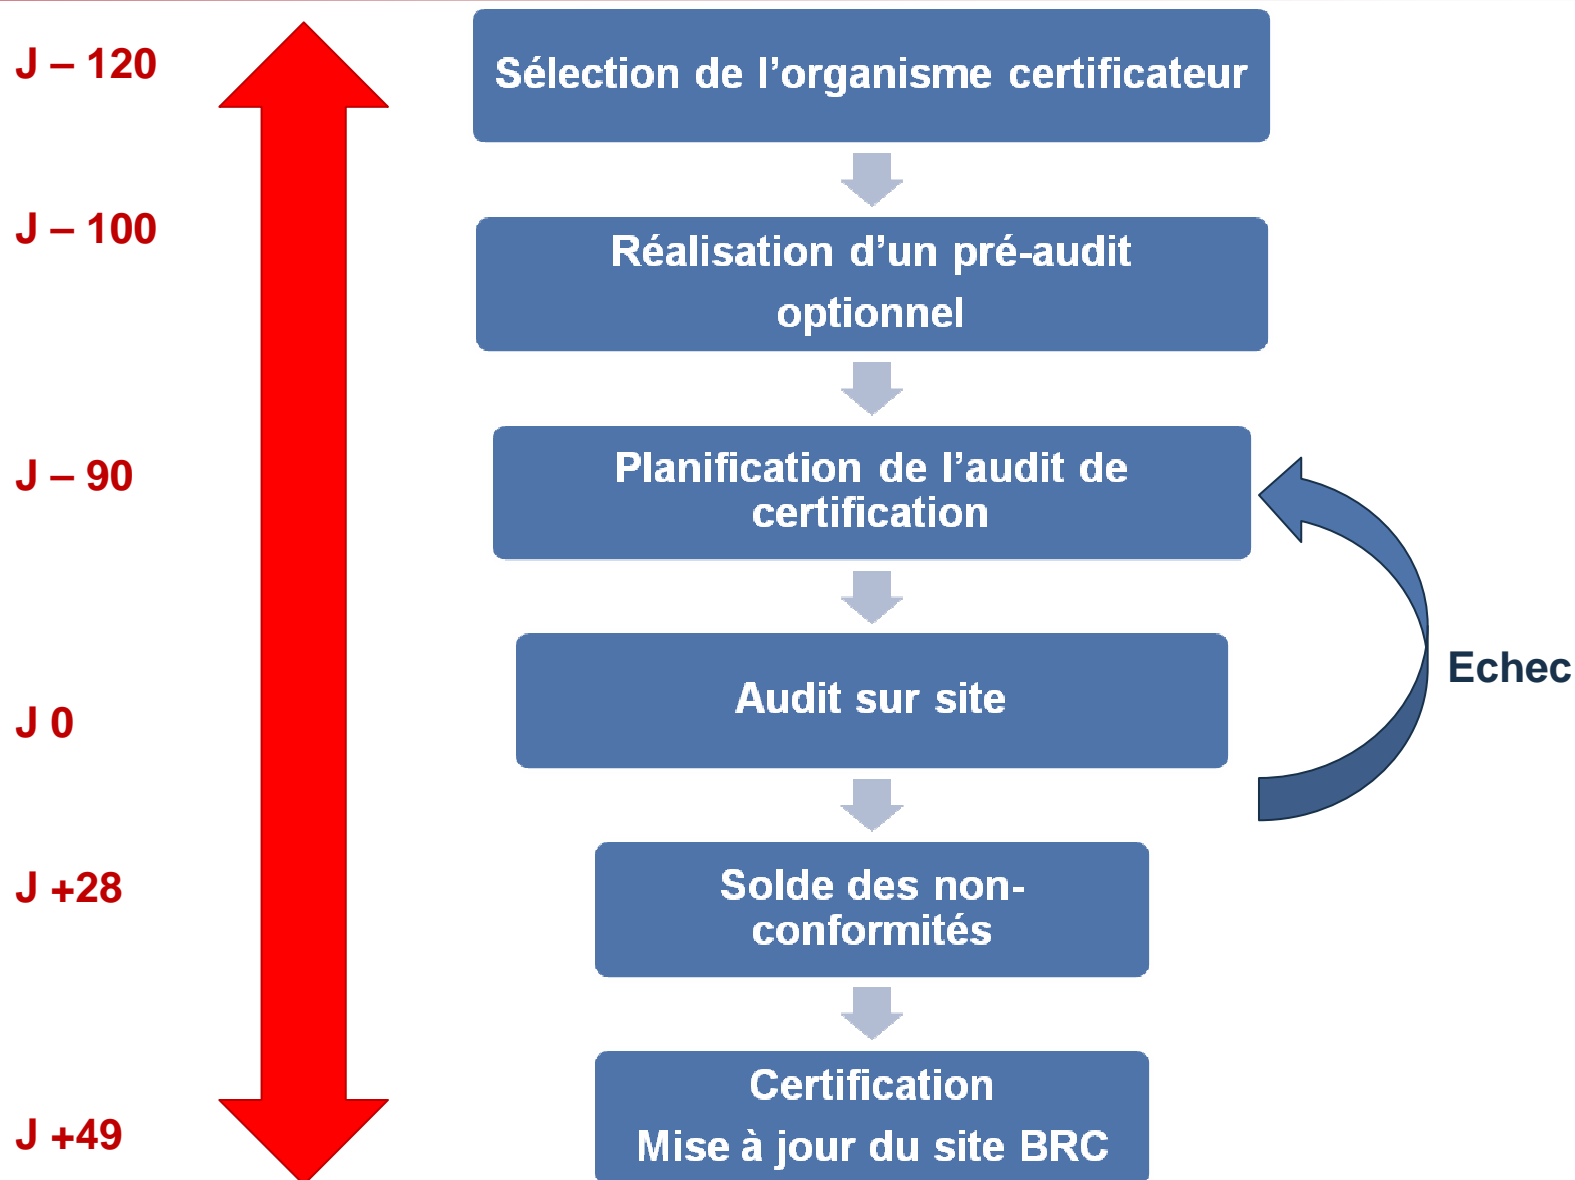 J – 120
Sélection de l’organisme certificateur
J – 100
Réalisation d’un pré-audit
optionnel
J – 90
Planification de l’audit de
certification
Echec
J 0
Audit sur site
J +28
Solde des non-
conformités
J +49
Certification
Mise à jour du site BRC